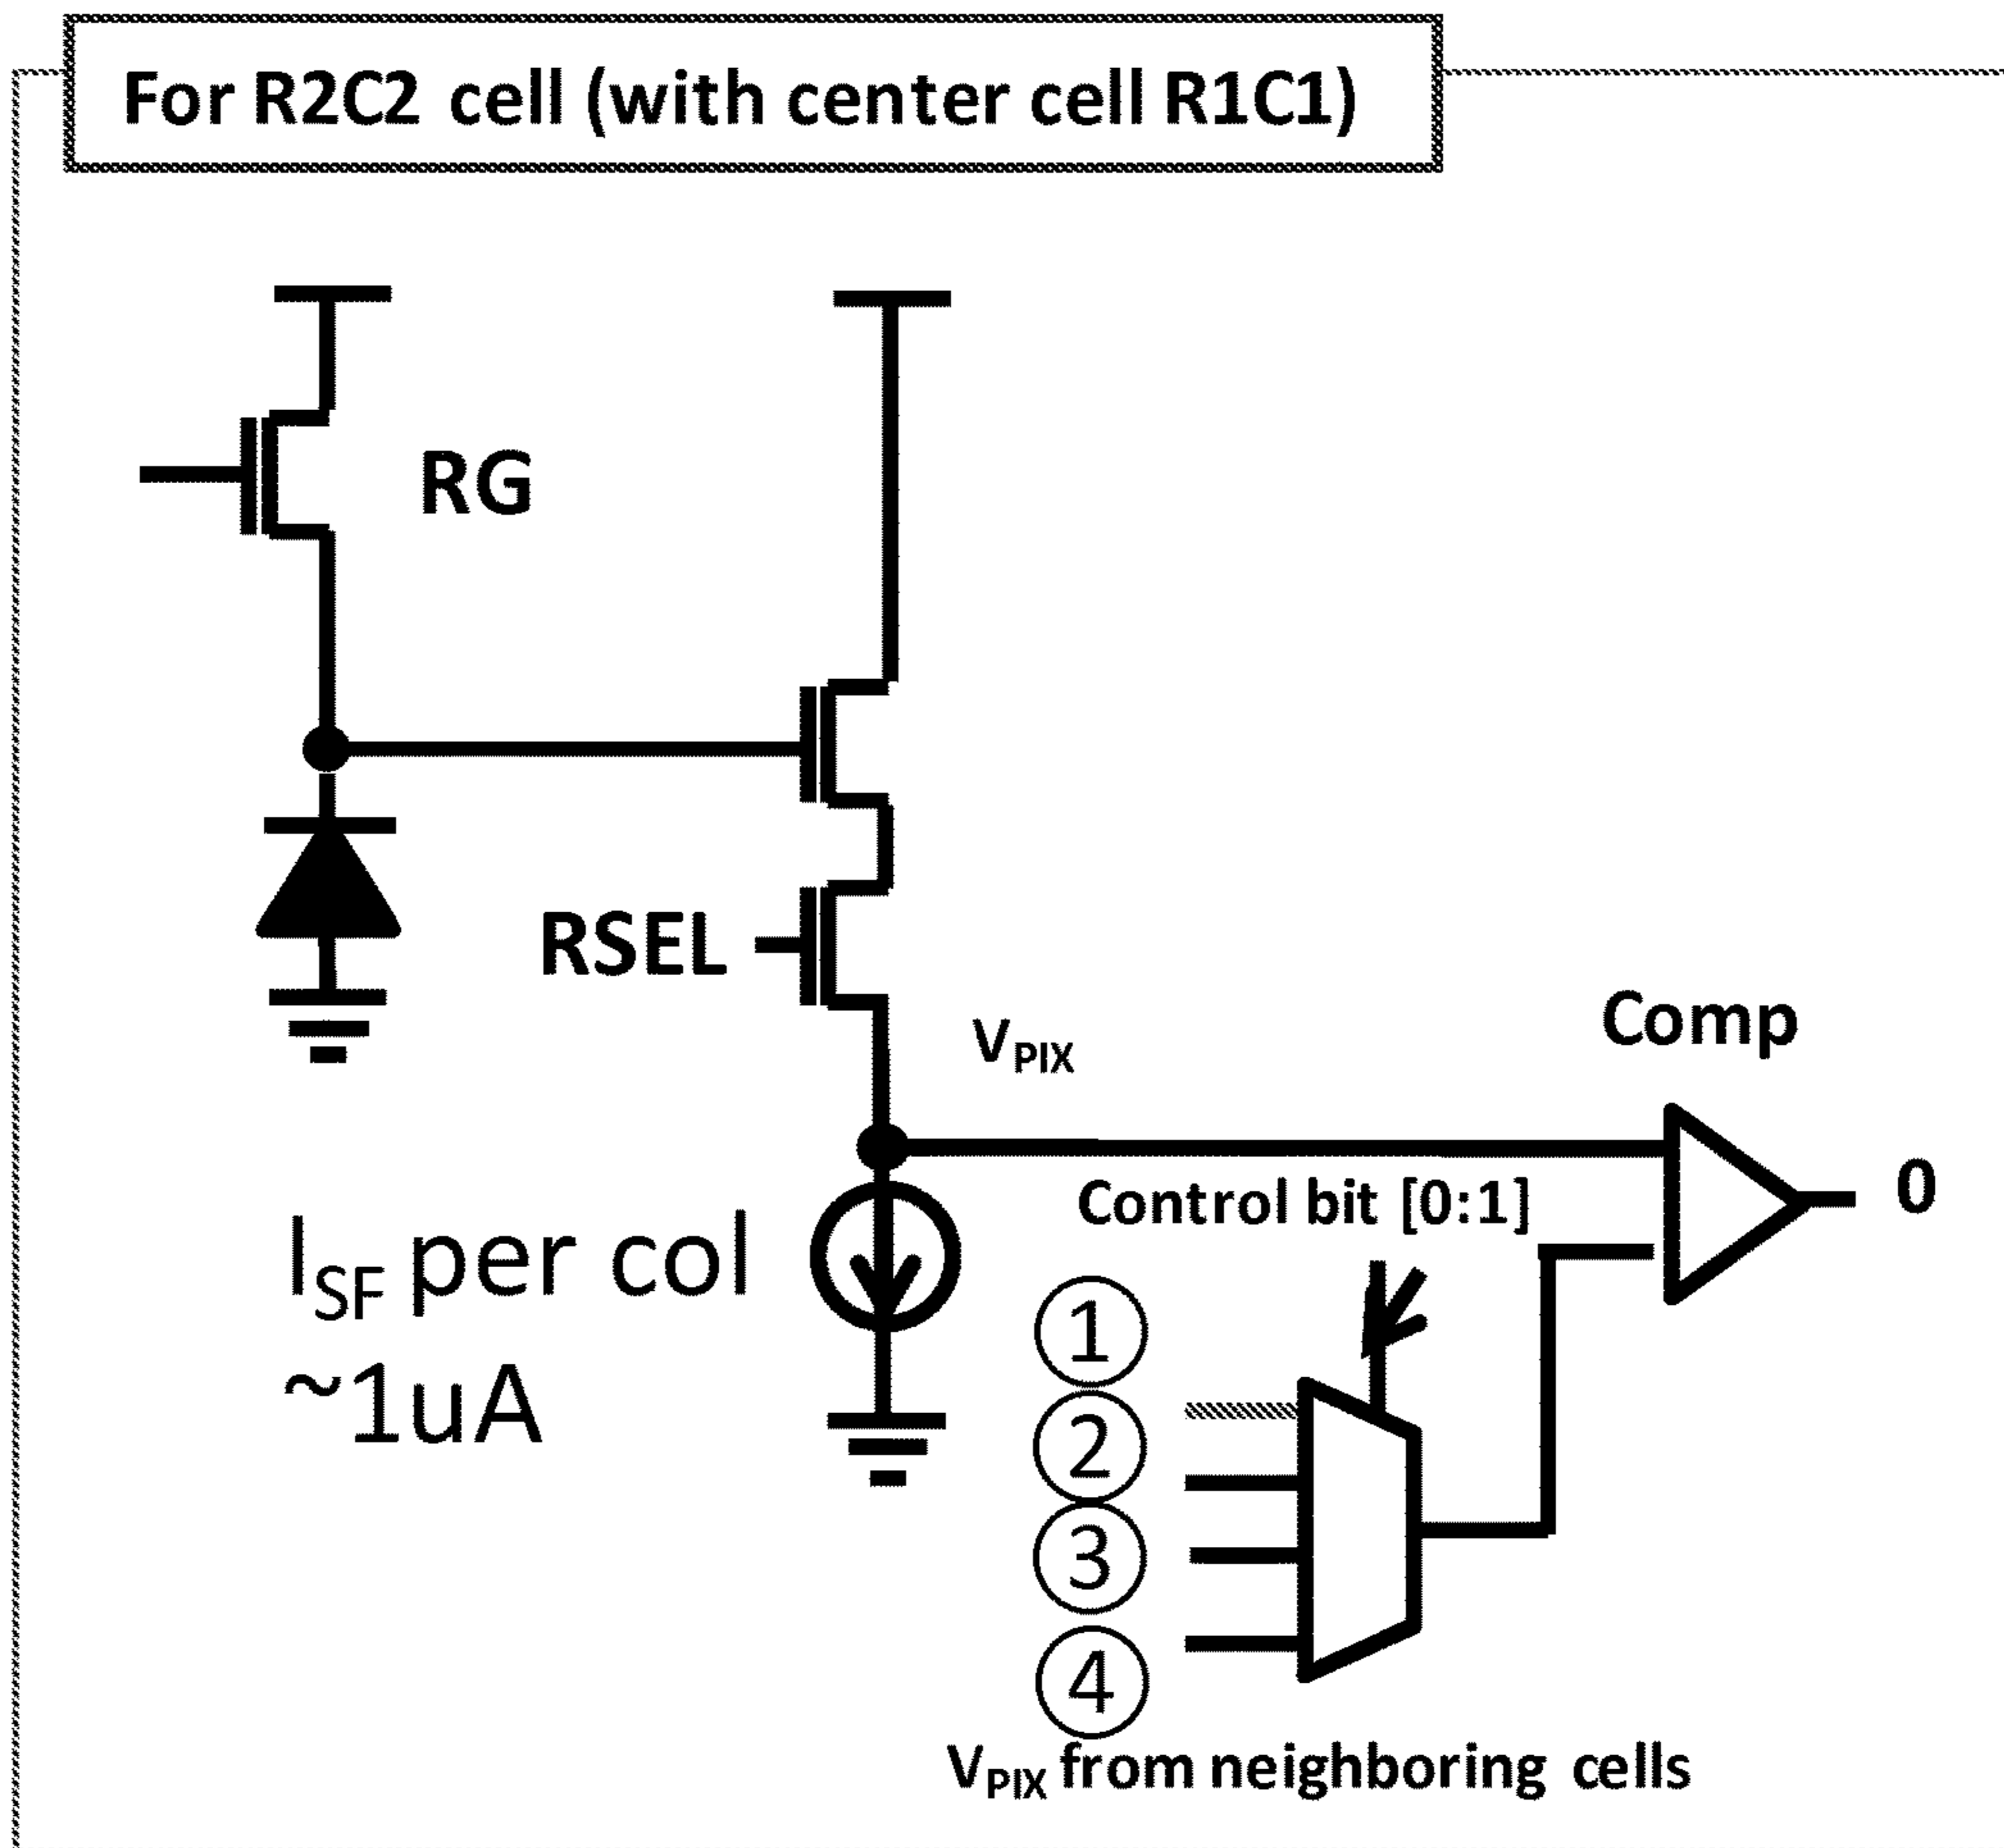 For R2C2 cell (with center cell R1C1)
RG
RSEL
VPIX
Comp
Control bit [0:1]
0
ISF per col
~1uA
1
2
3
4
VPIX from neighboring cells